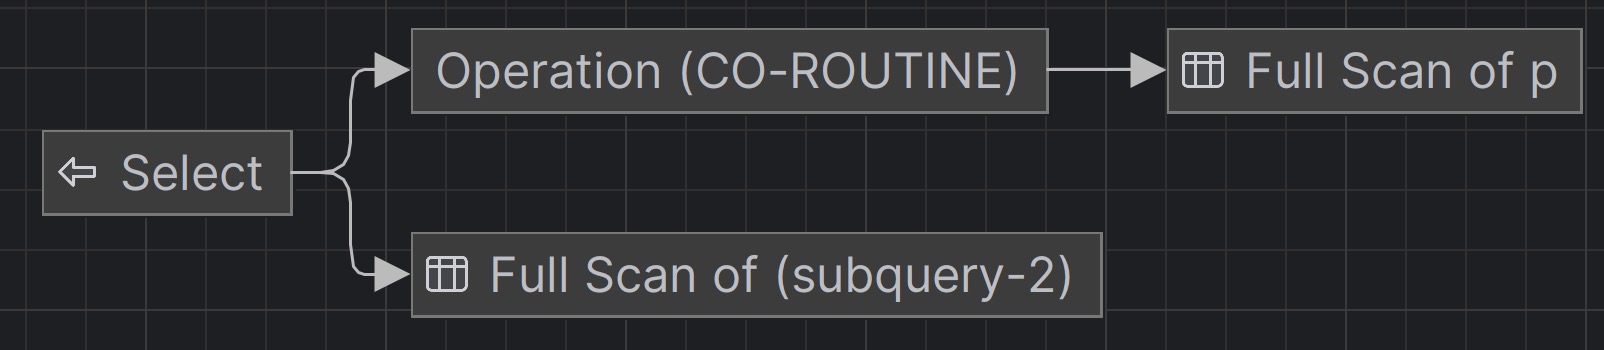 Operation (CO-ROUTINE)
Full Scan of p
Select
Full Scan of (subquery-2)